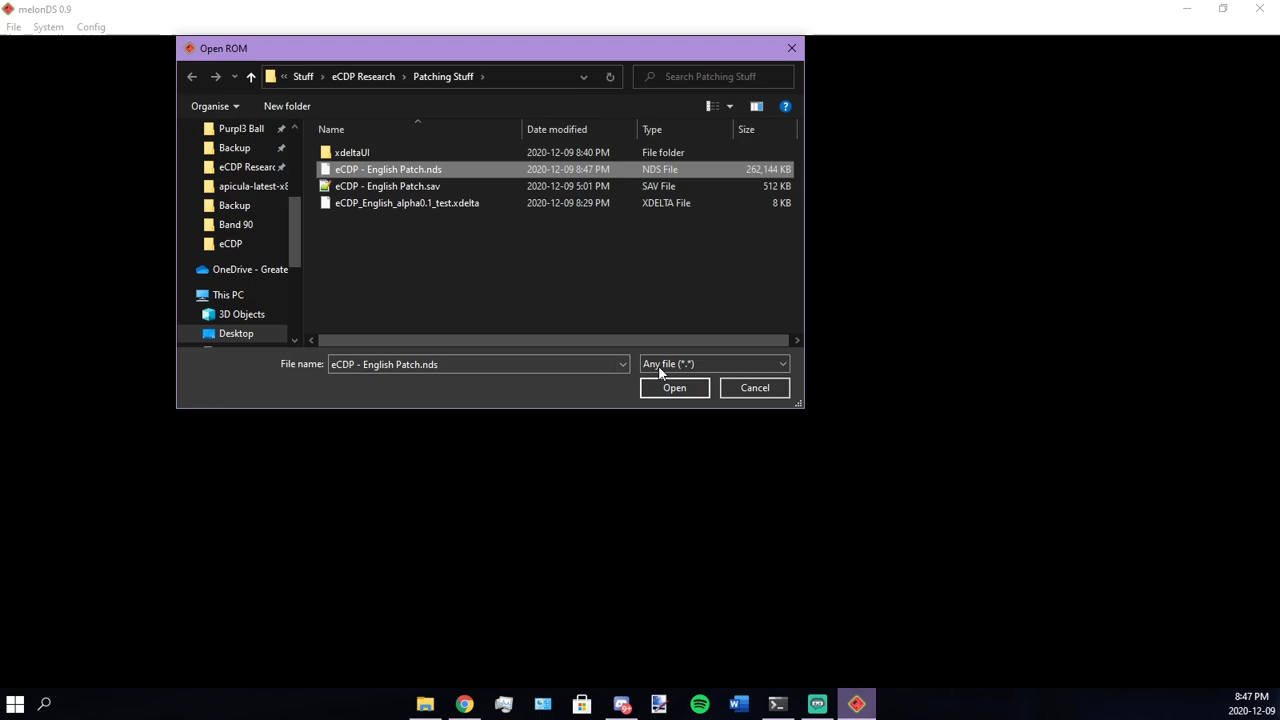 melonDS 0.9
File System Config
Open ROM
« Stuff › eCDP Research › Patching Stuff ›
Search Patching Stuff
Organise New folder
Name Date modified Type Size
Purpl3 Ball
Backup
eCDP Researc
apicula-latest-x8
Backup
Band 90
eCDP
OneDrive - Greate
This PC
3D Objects
Desktop
xdeltaUI 2020-12-09 8:40 PM File folder
eCDP - English Patch.nds 2020-12-09 8:47 PM NDS File 262,144 KB
eCDP - English Patch.sav 2020-12-09 5:01 PM SAV File 512 KB
eCDP_English_alpha0.1_test.xdelta 2020-12-09 8:29 PM XDELTA File 8 KB
File name: eCDP - English Patch.nds Any file (*.*)
Open Cancel
8:47 PM
2020-12-09